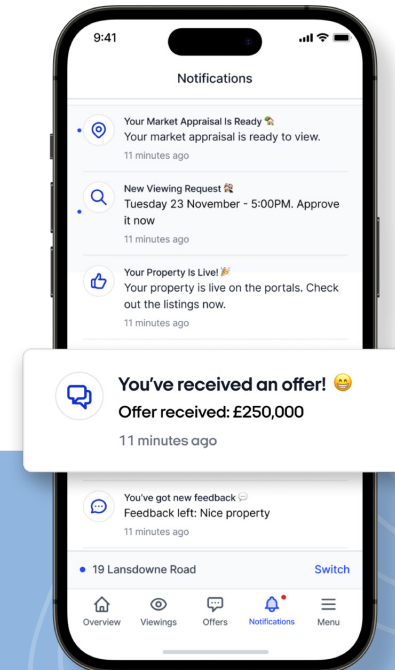 9:41
Notifications
Your Market Appraisal Is Ready 🏡
Your market appraisal is ready to view.
11 minutes ago
New Viewing Request
Tuesday 23 November - 5:00PM. Approve
it now
11 minutes ago
Your Property Is Live! 🎉
Your property is live on the portals. Check
out the listings now.
11 minutes ago
You've received an offer! 😁
Offer received: £250,000
11 minutes ago
You've got new feedback 💬
Feedback left: Nice property
11 minutes ago
19 Lansdowne Road Switch
Overview Viewings Offers Notifications Menu